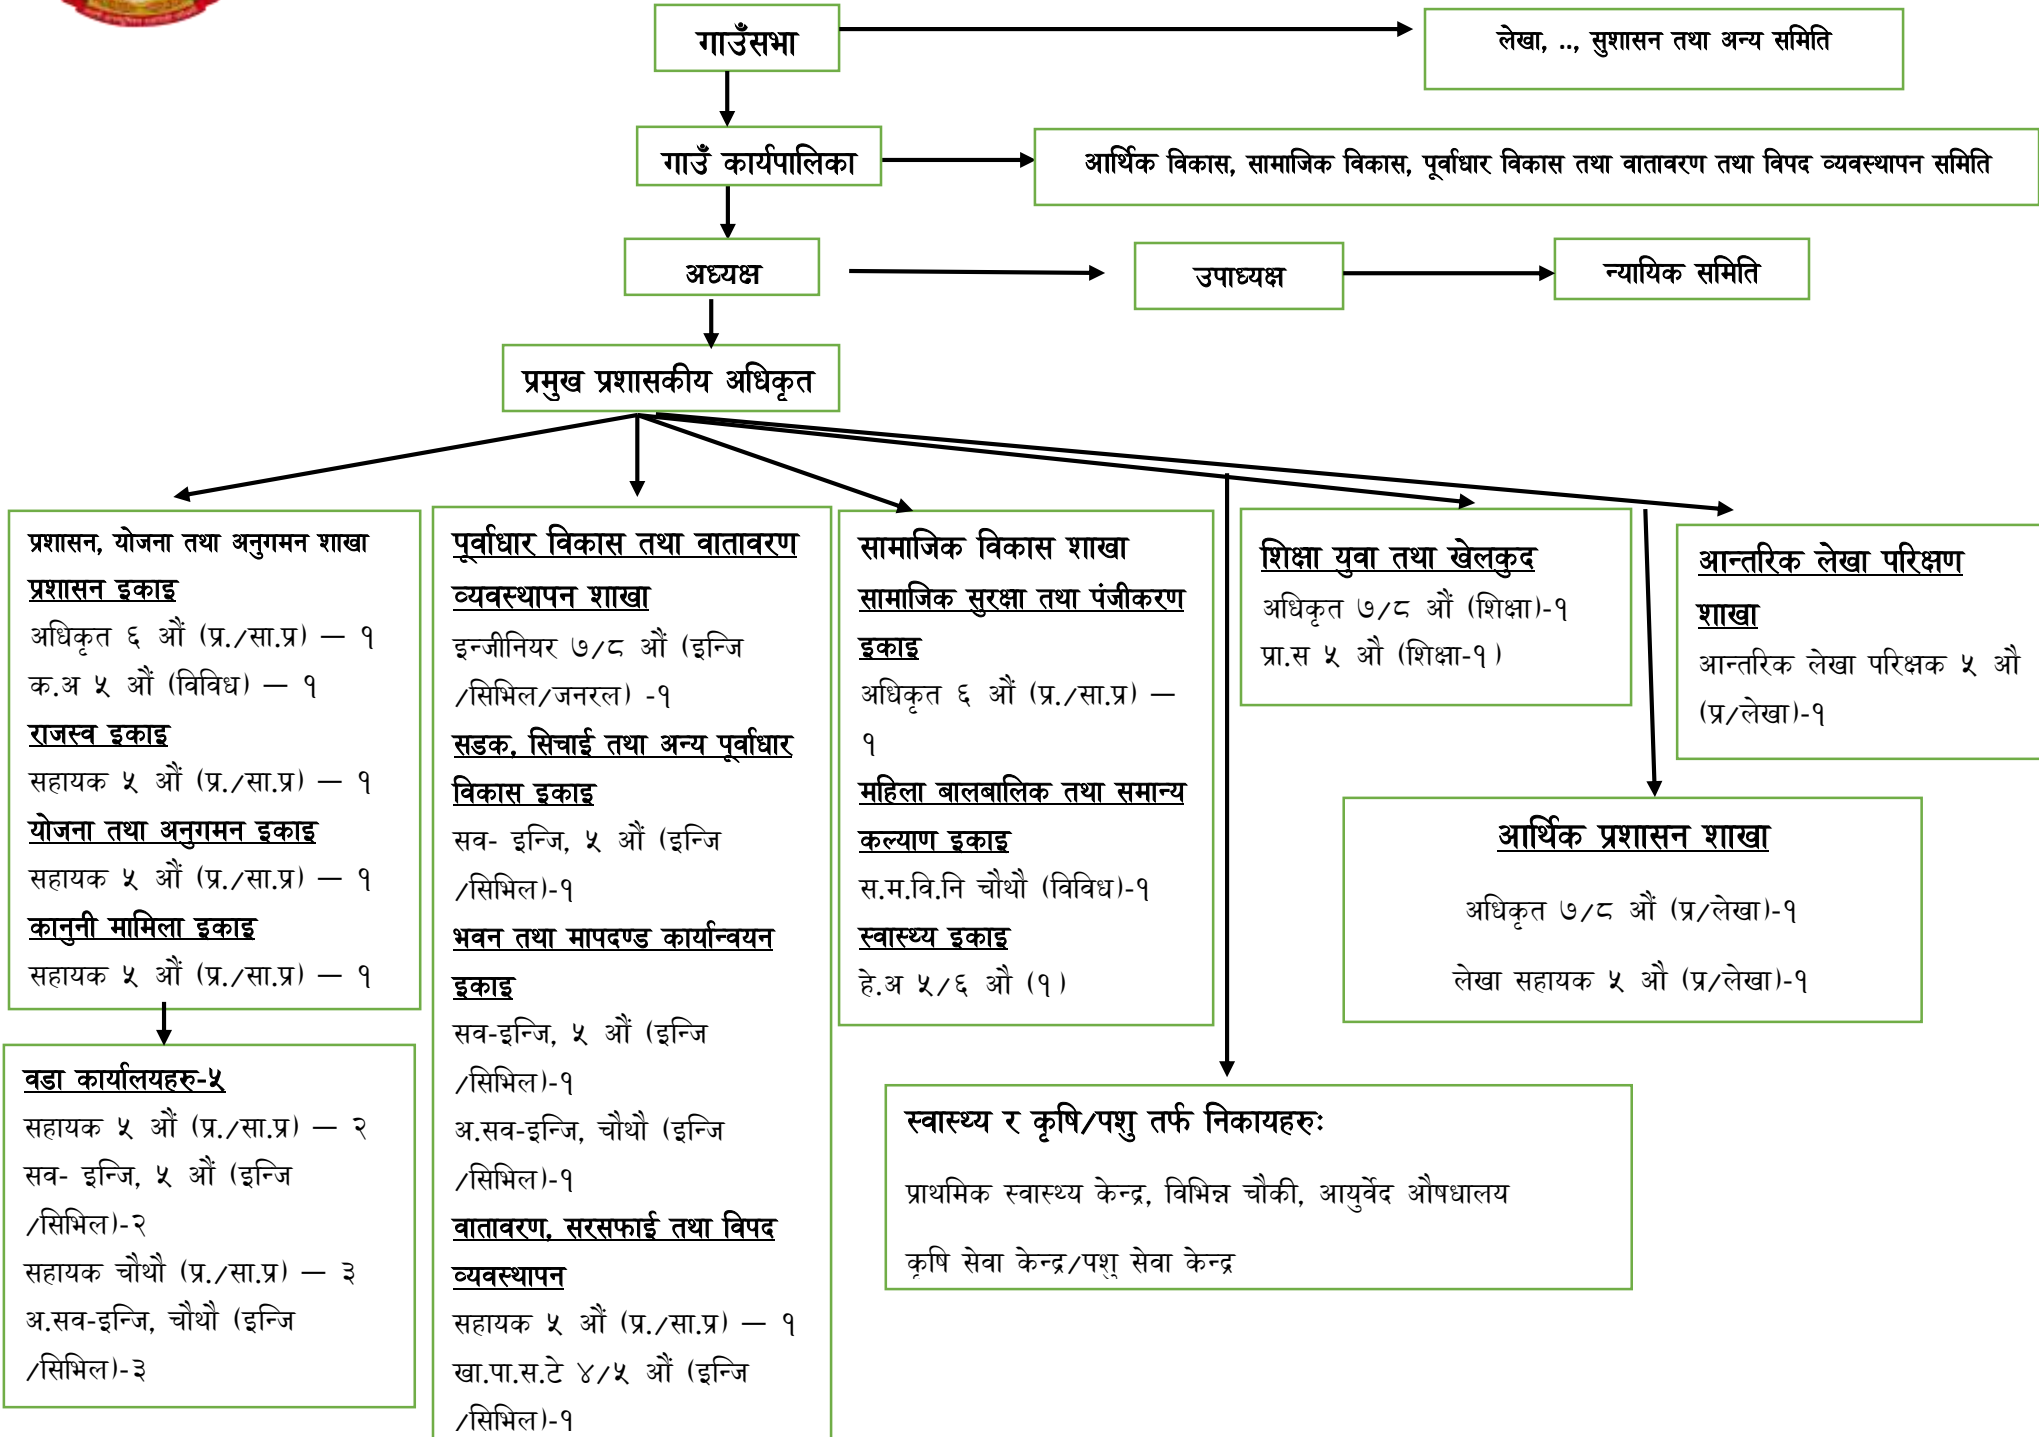 गाउँसभा
लेखा, .., सुशासन तथा अन्य समिति
गाउँ कार्यपालिका
आर्थिक विकास, सामाजिक विकास, पूर्वाधार विकास तथा वातावरण तथा विपद व्यवस्थापन समिति
अध्यक्ष
उपाध्यक्ष
न्यायिक समिति
प्रमुख प्रशासकीय अधिकृत
प्रशासन, योजना तथा अनुगमन शाखा
प्रशासन इकाइ
अधिकृत ६ औं (प्र./सा.प्र) — १
क.अ ५ औं (विविध) — १
राजस्व इकाइ
सहायक ५ औं (प्र./सा.प्र) — १
योजना तथा अनुगमन इकाइ
सहायक ५ औं (प्र./सा.प्र) — १
कानुनी मामिला इकाइ
सहायक ५ औं (प्र./सा.प्र) — १
वडा कार्यालयहरु-५
सहायक ५ औं (प्र./सा.प्र) — २
सव- इन्जि, ५ औं (इन्जि
/सिभिल)-२
सहायक चौथौ (प्र./सा.प्र) — ३
अ.सव-इन्जि, चौथौ (इन्जि
/सिभिल)-३
पूर्वाधार विकास तथा वातावरण
व्यवस्थापन शाखा
इन्जीनियर ७/८ औं (इन्जि
/सिभिल/जनरल) -१
सडक, सिचाई तथा अन्य पूर्वाधार
विकास इकाइ
सव- इन्जि, ५ औं (इन्जि
/सिभिल)-१
भवन तथा मापदण्ड कार्यान्वयन
इकाइ
सव-इन्जि, ५ औं (इन्जि
/सिभिल)-१
अ.सव-इन्जि, चौथौ (इन्जि
/सिभिल)-१
वातावरण, सरसफाई तथा विपद
व्यवस्थापन
सहायक ५ औं (प्र./सा.प्र) — १
खा.पा.स.टे ४/५ औं (इन्जि
/सिभिल)-१
सामाजिक विकास शाखा
सामाजिक सुरक्षा तथा पंजीकरण
इकाइ
अधिकृत ६ औं (प्र./सा.प्र) —
१
महिला बालबालिक तथा समान्य
कल्याण इकाइ
स.म.वि.नि चौथौ (विविध)-१
स्वास्थ्य इकाइ
हे.अ ५/६ औ (१)
शिक्षा युवा तथा खेलकुद
अधिकृत ७/८ औं (शिक्षा)-१
प्रा.स ५ औ (शिक्षा-१)
आन्तरिक लेखा परिक्षण
शाखा
आन्तरिक लेखा परिक्षक ५ औ
(प्र/लेखा)-१
आर्थिक प्रशासन शाखा
अधिकृत ७/८ औं (प्र/लेखा)-१
लेखा सहायक ५ औ (प्र/लेखा)-१
स्वास्थ्य र कृषि/पशु तर्फ निकायहरुः
प्राथमिक स्वास्थ्य केन्द्र, विभिन्न चौकी, आयुर्वेद औषधालय
कृषि सेवा केन्द्र/पशु सेवा केन्द्र